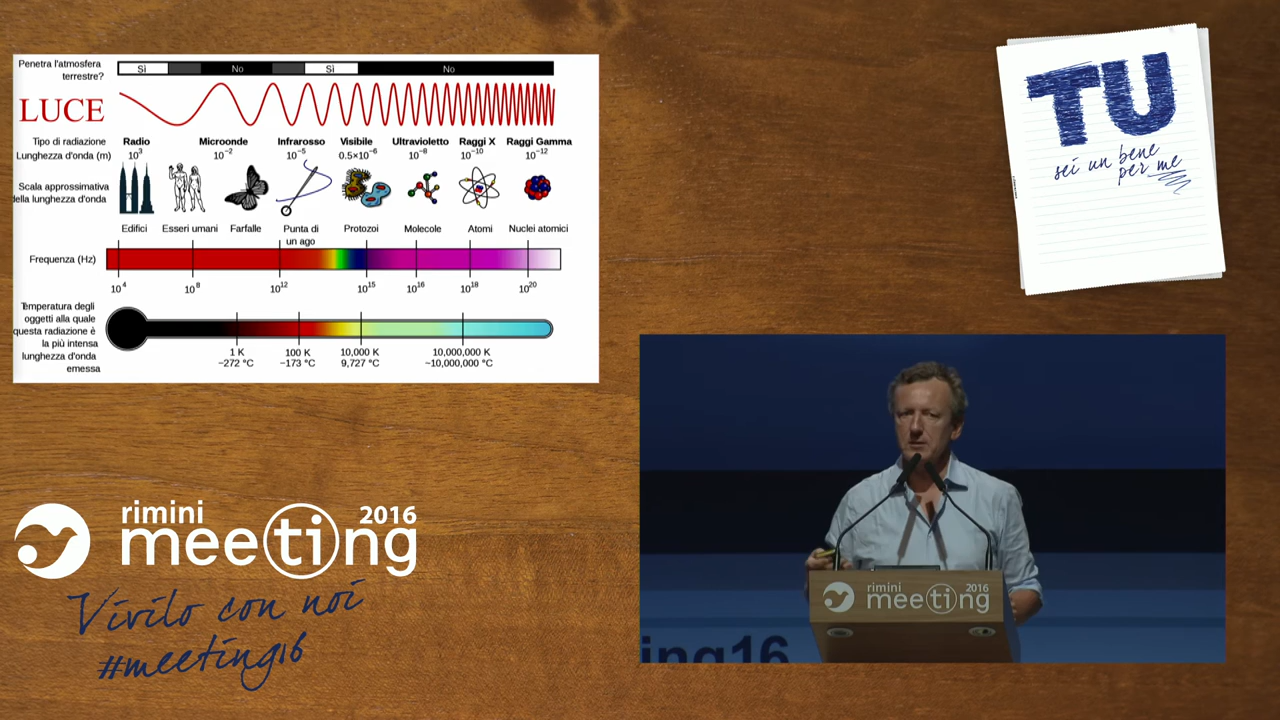 Penetra l'atmosfera
terrestre?
Sì No Sì No
LUCE
Tipo di radiazione Radio Microonde Infrarosso Visibile Ultravioletto Raggi X Raggi Gamma
Lunghezza d'onda (m) 10³ 10⁻² 10⁻⁵ 0.5×10⁻⁶ 10⁻⁸ 10⁻¹⁰ 10⁻¹²
Scala approssimativa
della lunghezza d'onda
Edifici Esseri umani Farfalle Punta di Protozoi Molecole Atomi Nuclei atomici
un ago
Frequenza (Hz)
10⁴ 10⁸ 10¹² 10¹⁵ 10¹⁶ 10¹⁸ 10²⁰
Temperatura degli
oggetti alla quale
questa radiazione è
la più intensa
lunghezza d'onda
emessa
1 K 100 K 10,000 K 10,000,000 K
−272 °C −173 °C 9,727 °C ~10,000,000 °C
TU
sei un bene
per me
rimini 2016
meeting
Vivilo con noi
#meeting16
rimini 2016
meeting
ing16